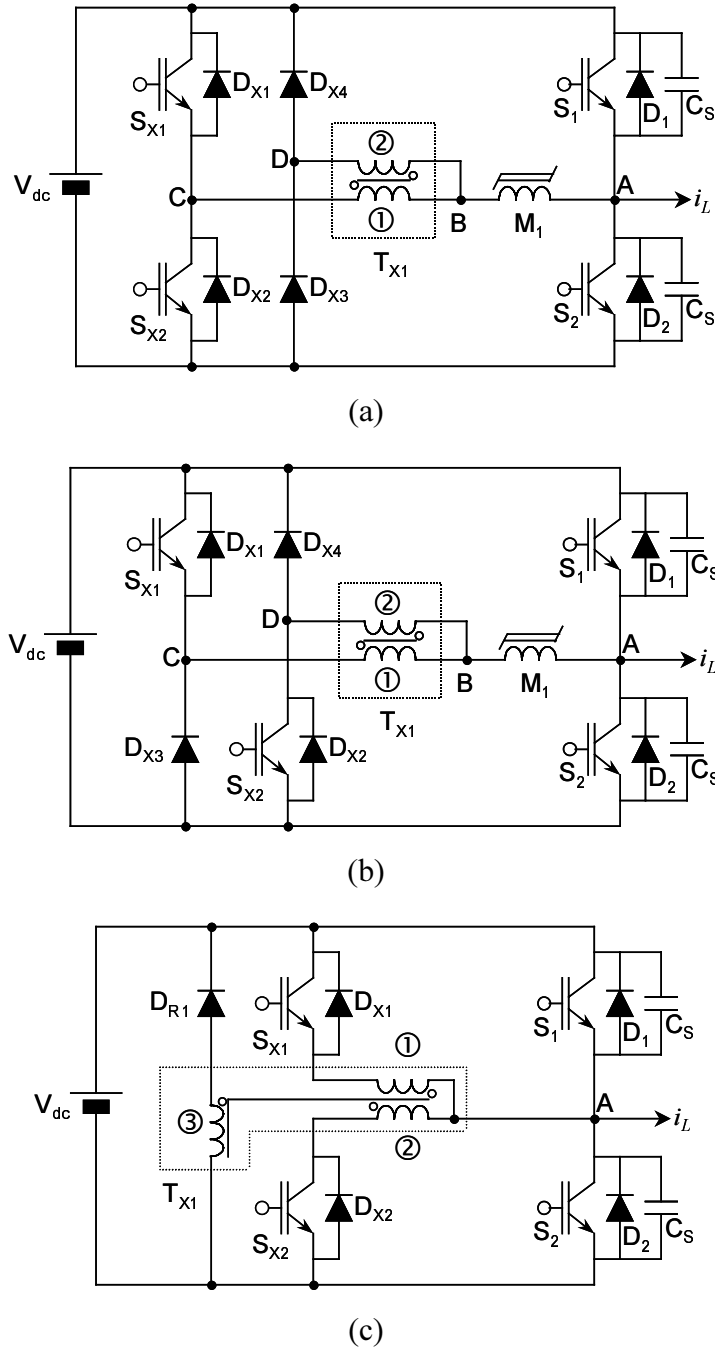 S_X1 D_X1 D_X4 S_1 D_1 C_S
V_dc D ② C ① B M_1 A i_L
T_X1
S_X2 D_X2 D_X3 S_2 D_2 C_S
(a)
S_X1 D_X1 D_X4 S_1 D_1 C_S
V_dc D ② C ① B M_1 A i_L
T_X1
D_X3 S_X2 D_X2 S_2 D_2 C_S
(b)
D_R1 S_X1 D_X1 S_1 D_1 C_S
V_dc ① ③ A i_L
②
T_X1 S_X2 D_X2 S_2 D_2 C_S
(c)